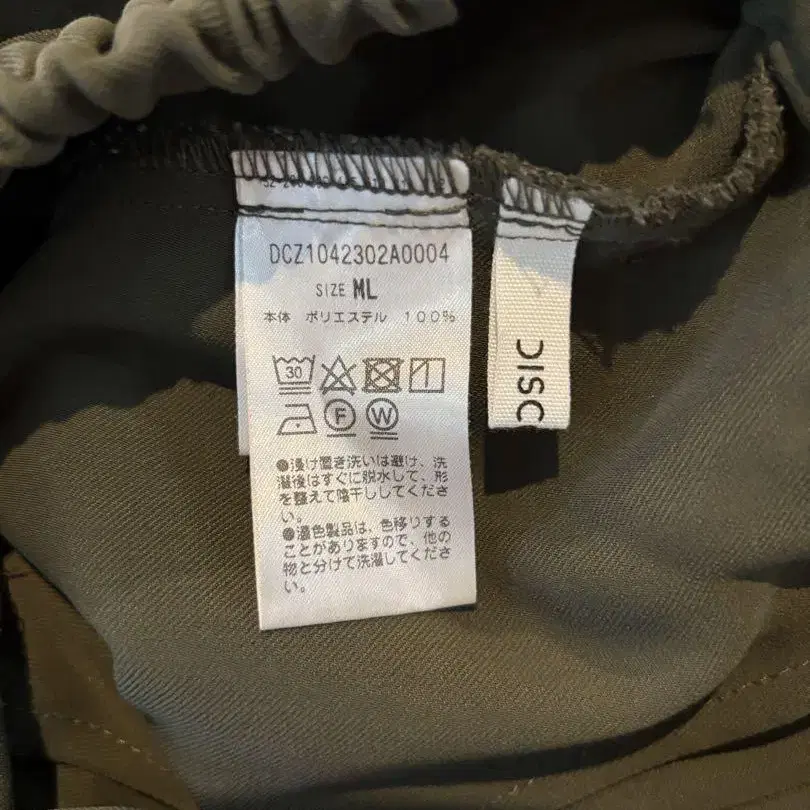 DCZ1042302A0004
SIZE ML
本体 ポリエステル 100%
30
F W
●浸け置き洗いは避け、洗
濯後はすぐに脱水して、形
を整えて陰干ししてくださ
い。
●濃色製品は、色移りする
ことがありますので、他の
物と分けて洗濯してくださ
い。